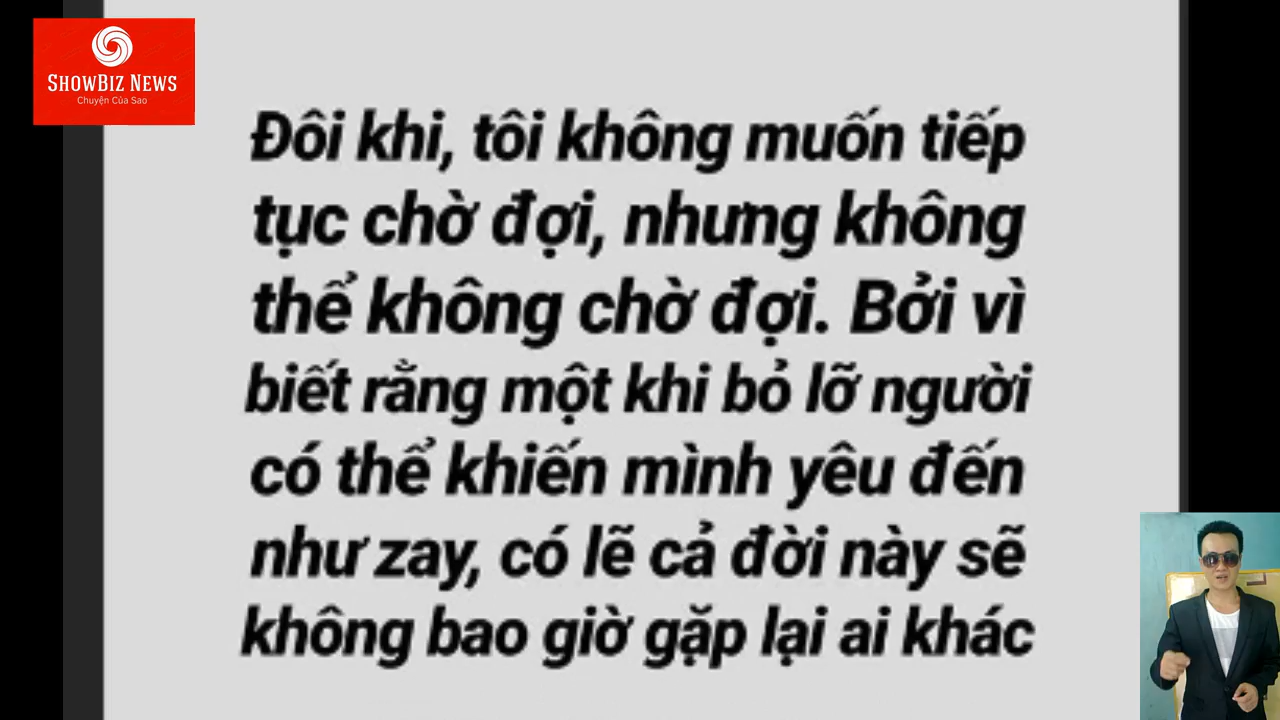 SHOWBIZ NEWS
Chuyện Của Sao
Đôi khi, tôi không muốn tiếp
tục chờ đợi, nhưng không
thể không chờ đợi. Bởi vì
biết rằng một khi bỏ lỡ người
có thể khiến mình yêu đến
như zay, có lẽ cả đời này sẽ
không bao giờ gặp lại ai khác